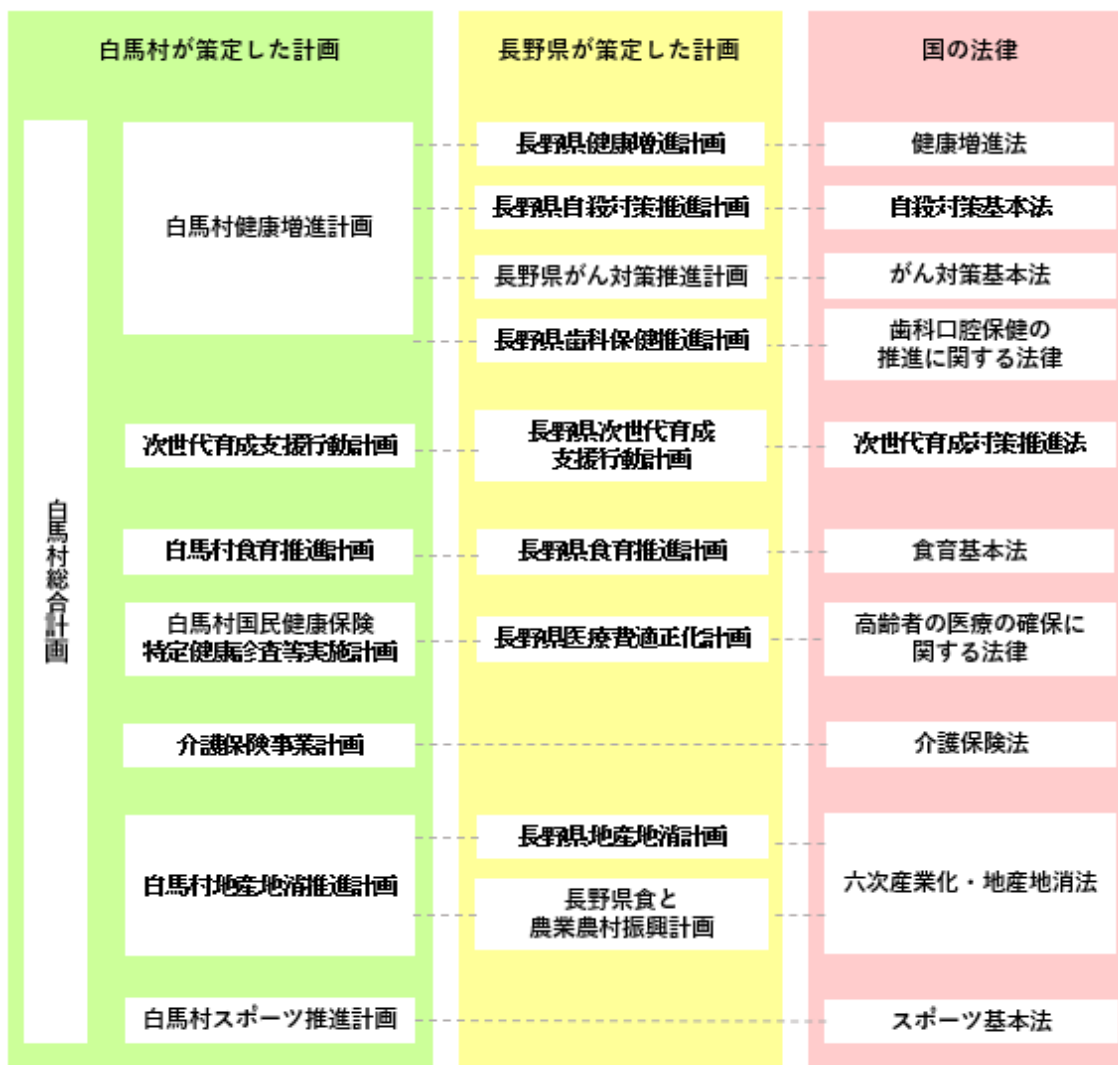 白馬村が策定した計画
長野県が策定した計画
国の法律
白馬村総合計画
白馬村健康増進計画
長野県健康増進計画
健康増進法
長野県自殺対策推進計画
自殺対策基本法
長野県がん対策推進計画
がん対策基本法
長野県歯科保健推進計画
歯科口腔保健の
推進に関する法律
次世代育成支援行動計画
長野県次世代育成
支援行動計画
次世代育成対策推進法
白馬村食育推進計画
長野県食育推進計画
食育基本法
白馬村国民健康保険
特定健康診査等実施計画
長野県医療費適正化計画
高齢者の医療の確保に
関する法律
介護保険事業計画
介護保険法
白馬村地産地消推進計画
長野県地産地消計画
長野県食と
農業農村振興計画
六次産業化・地産地消法
白馬村スポーツ推進計画
スポーツ基本法